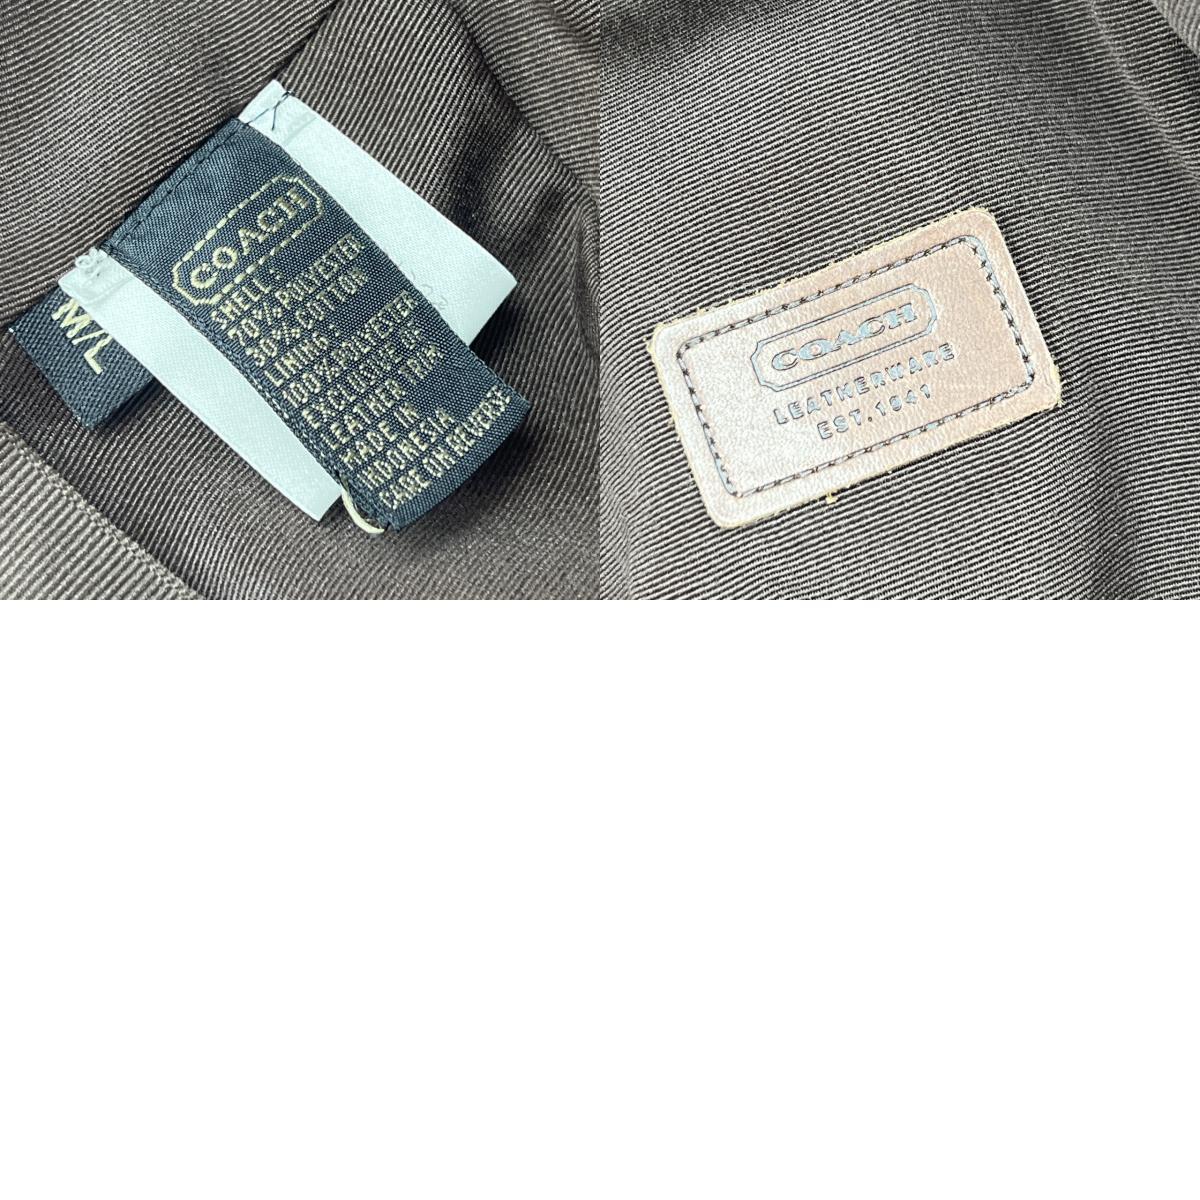 COACH
SHELL:
70% POLYESTER
30% COTTON
LINING:
100% POLYESTER
EXCLUSIVE OF
LEATHER TRIM
MADE IN
INDONESIA
CARE ON REVERSE
M/L
COACH
LEATHERWARE
EST. 1941